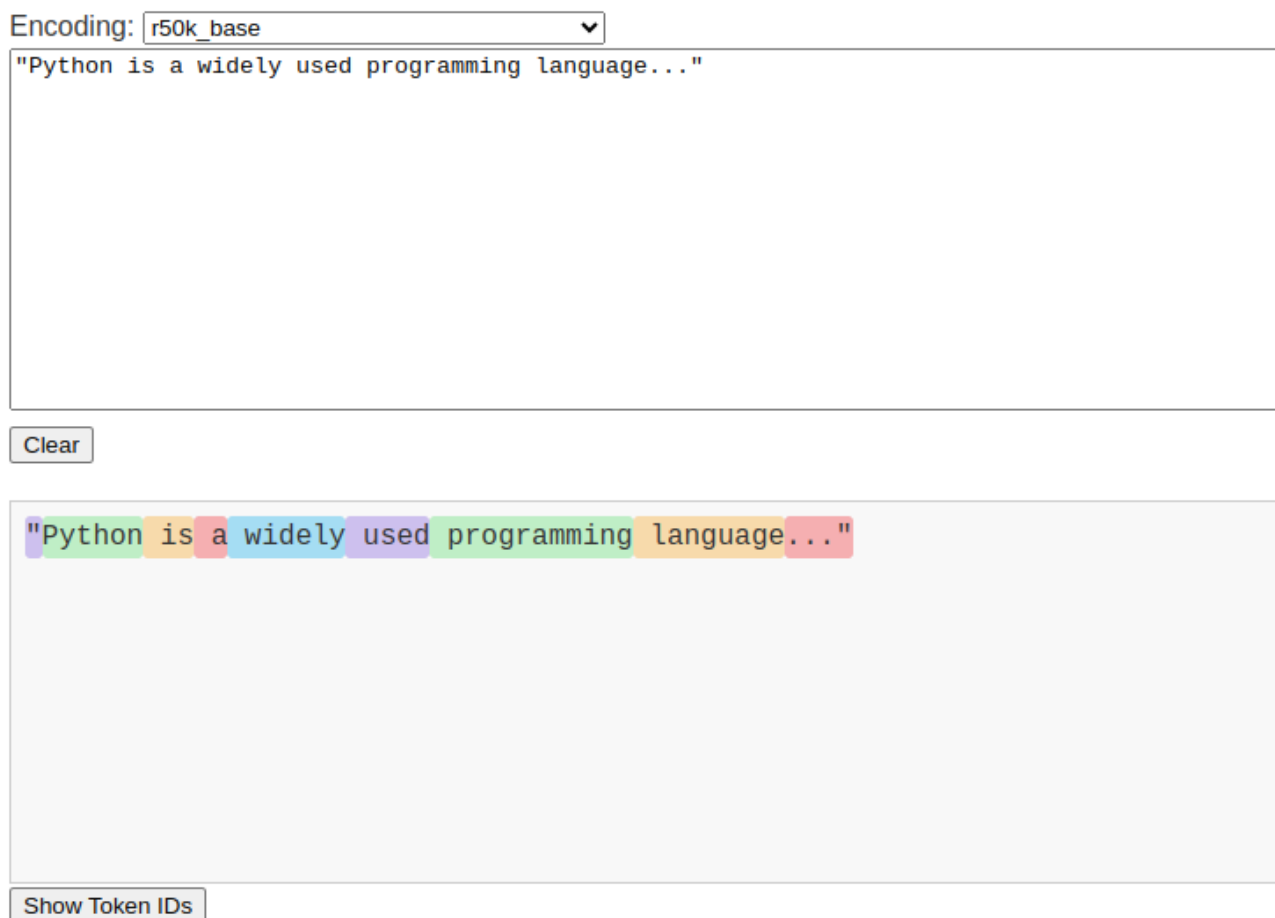 Encoding: r50k_base
"Python is a widely used programming language..."
Clear
"Python is a widely used programming language..."
Show Token IDs